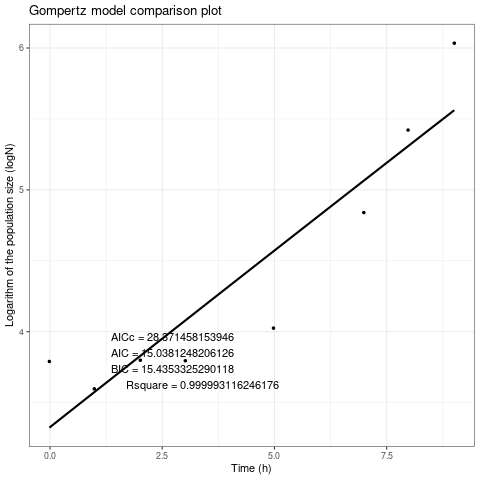 Gompertz model comparison plot
Logarithm of the population size (logN)
6
5
4
AICc = 28.371458153946
AIC = 15.0381248206126
BIC = 15.4353325290118
Rsquare = 0.999993116246176
0.0 2.5 5.0 7.5
Time (h)